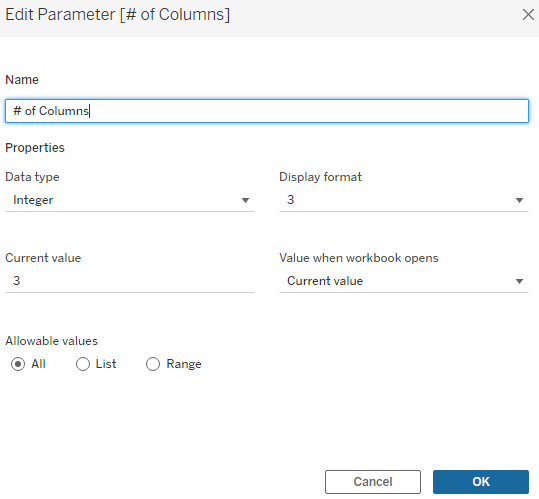 Edit Parameter [# of Columns]
Name
# of Columns
Properties
Data type
Display format
Integer
3
Current value
Value when workbook opens
3
Current value
Allowable values
All
List
Range
Cancel
OK